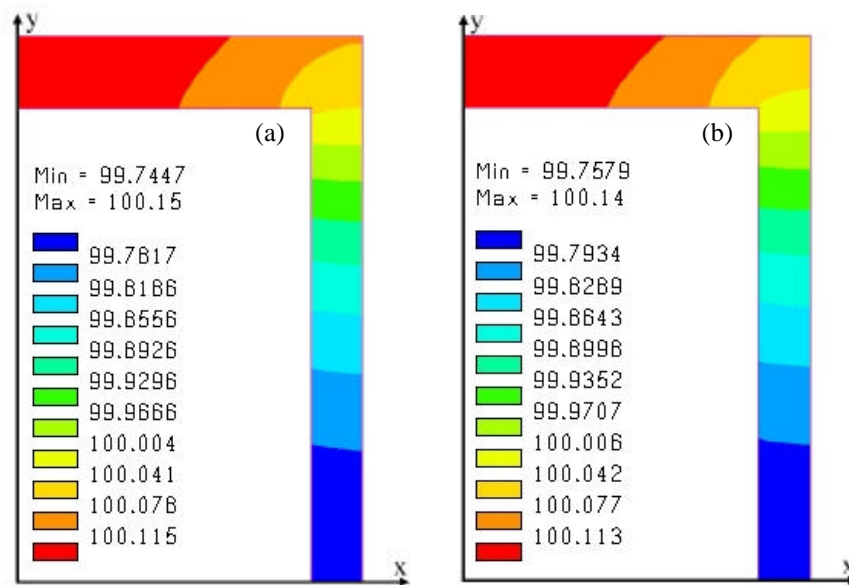 y
(a)
Min = 99.7447
Max = 100.15
99.7817
99.8186
99.8556
99.8926
99.9296
99.9666
100.004
100.041
100.078
100.115
x
y
(b)
Min = 99.7579
Max = 100.14
99.7934
99.8289
99.8643
99.8998
99.9352
99.9707
100.006
100.042
100.077
100.113
x